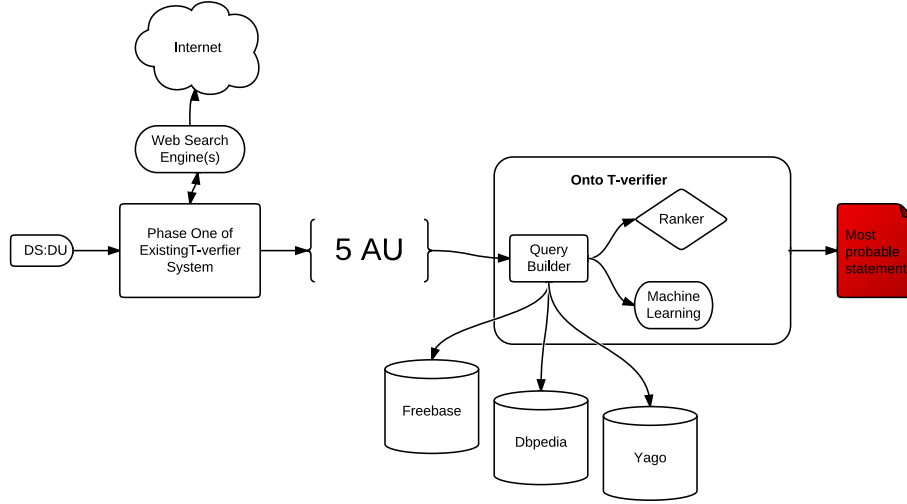 Internet
Web Search
Engine(s)
DS:DU
Phase One of
ExistingT-verfier
System
5 AU
Onto T-verifier
Ranker
Query
Builder
Machine
Learning
Most
probable
statement
Freebase
Dbpedia
Yago